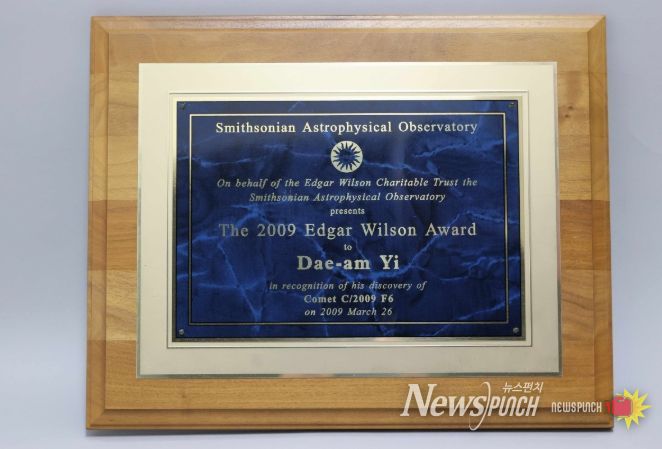 Smithsonian Astrophysical Observatory
On behalf of the Edgar Wilson Charitable Trust the
Smithsonian Astrophysical Observatory
presents
The 2009 Edgar Wilson Award
to
Dae-am Yi
in recognition of his discovery of
Comet C/2009 F6
on 2009 March 26
뉴스펀치
NEWSPUNCH
NEWSPUNCH